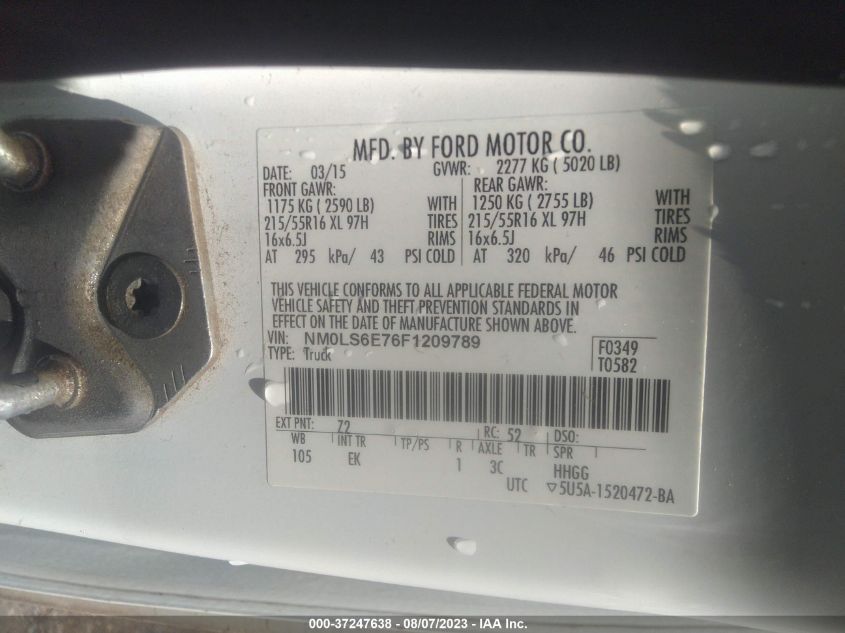 MFD. BY FORD MOTOR CO.
DATE: 03/15 GVWR: 2277 KG ( 5020 LB)
FRONT GAWR: REAR GAWR:
1175 KG ( 2590 LB) WITH 1250 KG ( 2755 LB) WITH
215/55R16 XL 97H TIRES 215/55R16 XL 97H TIRES
16x6.5J RIMS 16x6.5J RIMS
AT 295 kPa/ 43 PSI COLD AT 320 kPa/ 46 PSI COLD
THIS VEHICLE CONFORMS TO ALL APPLICABLE FEDERAL MOTOR
VEHICLE SAFETY AND THEFT PREVENTION STANDARDS IN
EFFECT ON THE DATE OF MANUFACTURE SHOWN ABOVE.
VIN: NM0LS6E76F1209789
TYPE: Truck
F0349
T0582
EXT PNT: Z2 RC: 52 DSO:
WB INT TR TP/PS R AXLE TR SPR
105 EK 1 3C HHGG
UTC ▽5U5A-1520472-BA
000-37247638 - 08/07/2023 - IAA Inc.